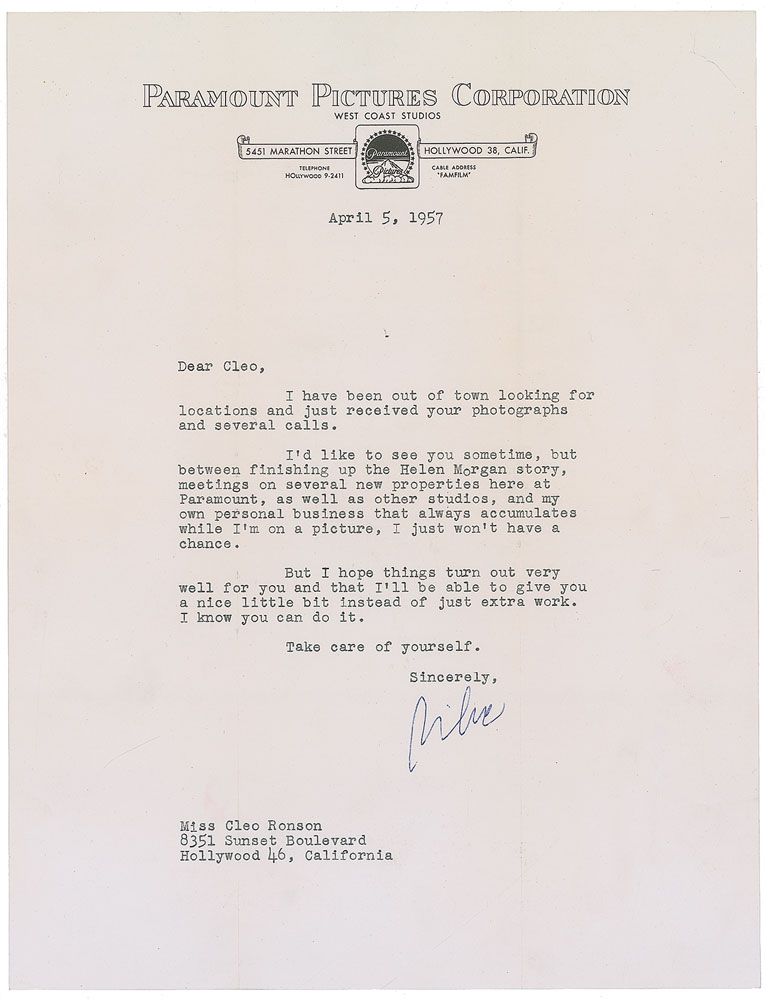 PARAMOUNT PICTURES CORPORATION
WEST COAST STUDIOS
5451 MARATHON STREET
HOLLYWOOD 38, CALIF.
Paramount
Pictures
TELEPHONE
HOLLYWOOD 9-2411
CABLE ADDRESS
"FAMFILM"
April 5, 1957
Dear Cleo,
I have been out of town looking for
locations and just received your photographs
and several calls.
I'd like to see you sometime, but
between finishing up the Helen Morgan story,
meetings on several new properties here at
Paramount, as well as other studios, and my
own personal business that always accumulates
while I'm on a picture, I just won't have a
chance.
But I hope things turn out very
well for you and that I'll be able to give you
a nice little bit instead of just extra work.
I know you can do it.
Take care of yourself.
Sincerely,
Miss Cleo Ronson
8351 Sunset Boulevard
Hollywood 46, California